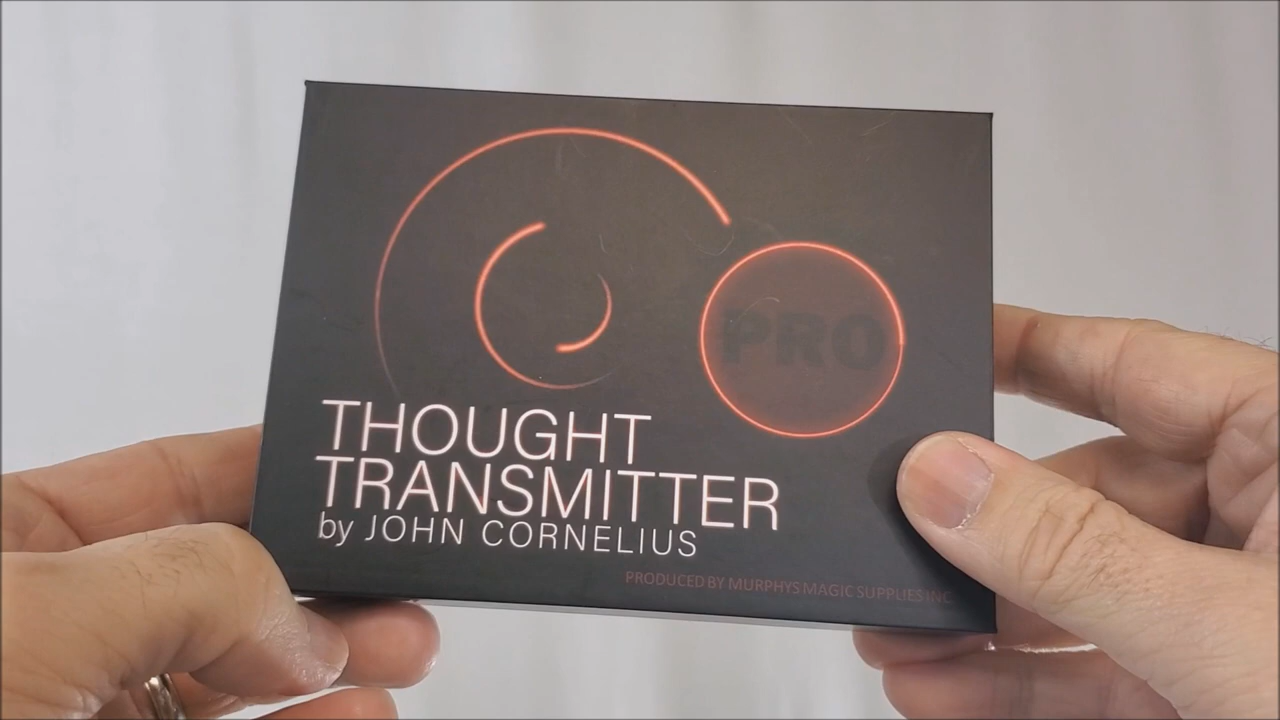 PRO
THOUGHT
TRANSMITTER
by JOHN CORNELIUS
PRODUCED BY MURPHYS MAGIC SUPPLIES INC